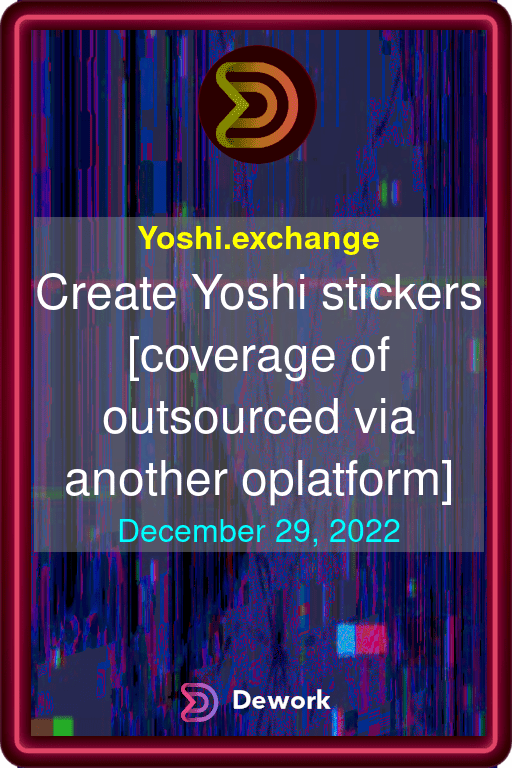 Yoshi.exchange
Create Yoshi stickers
[coverage of
outsourced via
another oplatform]
December 29, 2022
Dework